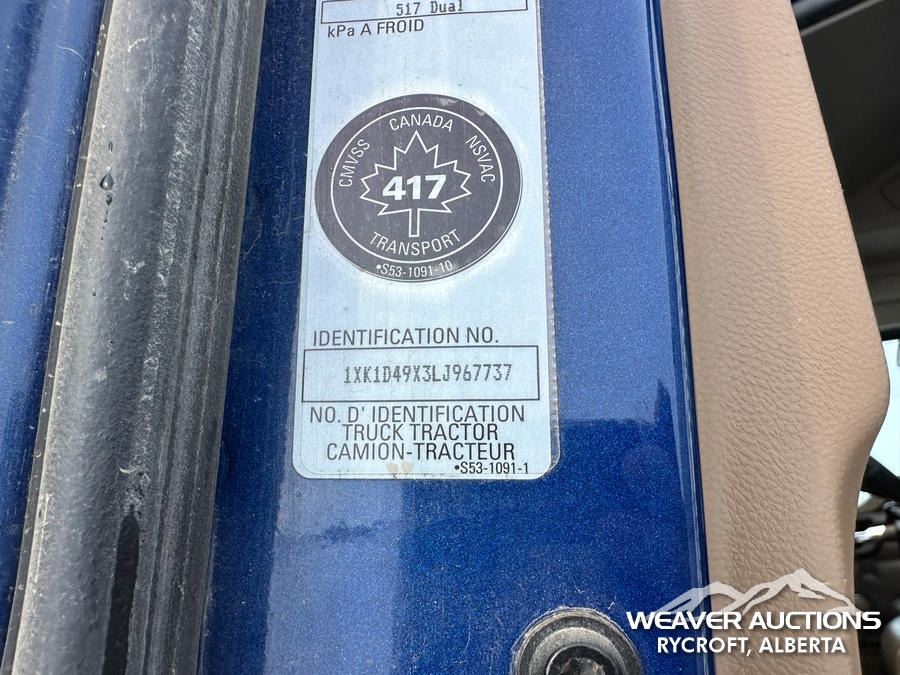 517 Dual
kPa A FROID
CANADA
CMVSS
NSVAC
417
TRANSPORT
•S53-1091-10
IDENTIFICATION NO.
1XK1D49X3LJ967737
NO. D' IDENTIFICATION
TRUCK TRACTOR
CAMION-TRACTEUR
•S53-1091-1
WEAVER AUCTIONS
RYCROFT, ALBERTA